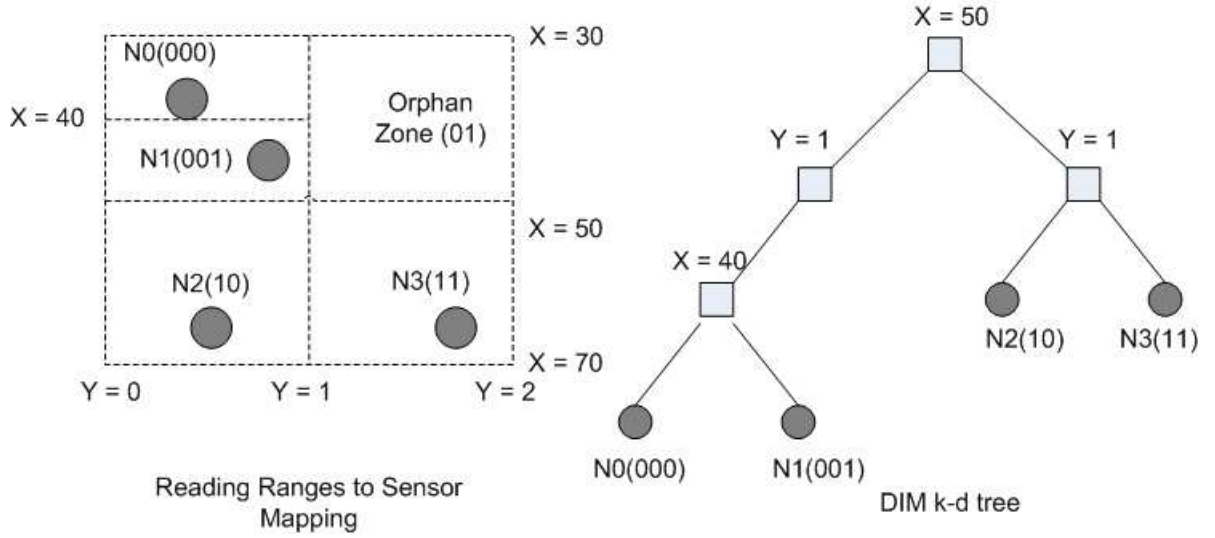 X = 50
X = 30
N0(000)
Orphan
Zone (01)
X = 40
N1(001)
Y = 1
Y = 1
X = 50
N2(10)
N3(11)
X = 40
X = 70
Y = 0
Y = 1
Y = 2
N2(10)
N3(11)
N0(000)
N1(001)
Reading Ranges to Sensor
Mapping
DIM k-d tree